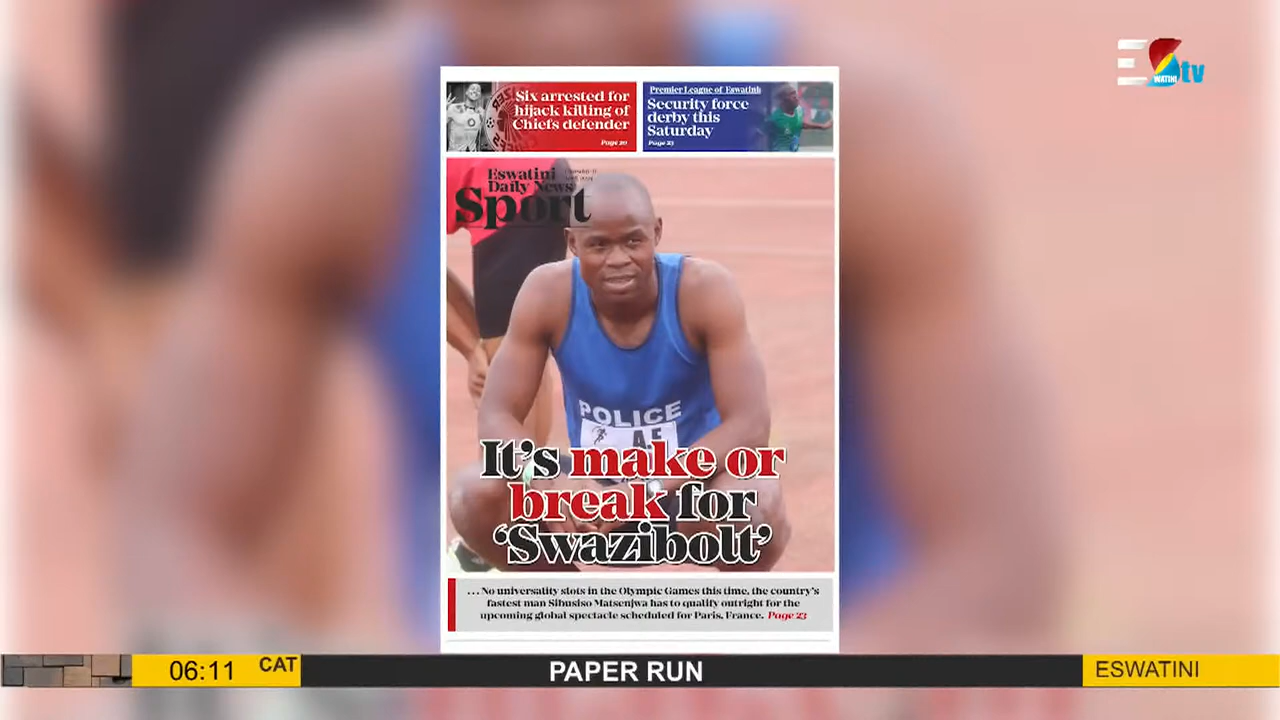 E WATINI tv
Six arrested for
hijack killing of
Chiefs defender
Page 20
Premier League of Eswatini
Security force
derby this
Saturday
Page 23
Eswatini
Daily News
Sport
POLICE
It's make or
break for
‘Swazibolt’
... No universality slots in the Olympic Games this time, the country's
fastest man Sibusiso Matsenjwa has to qualify outright for the
upcoming global spectacle scheduled for Paris, France. Page 23
06:11 CAT
PAPER RUN
ESWATINI